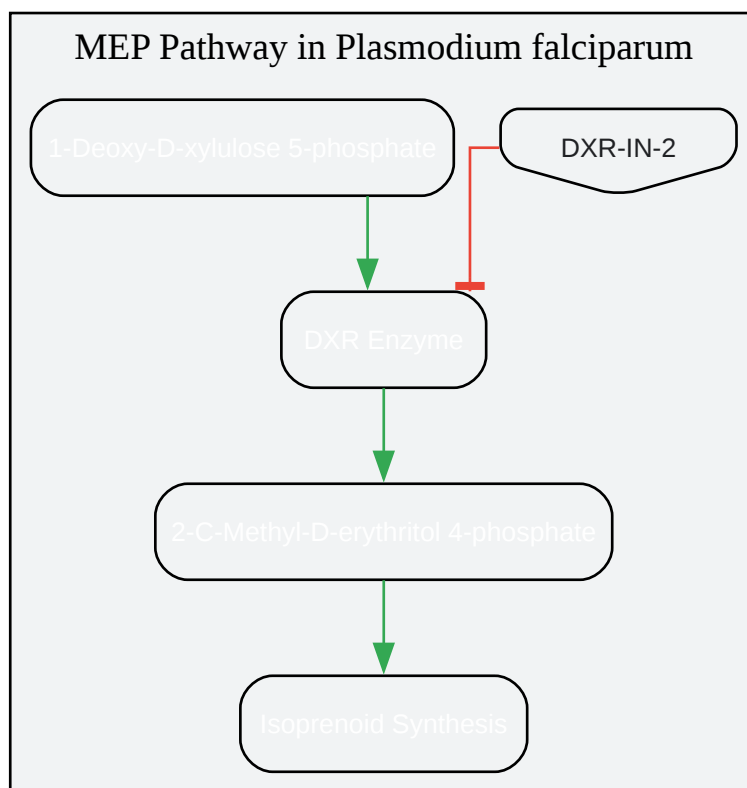 MEP Pathway in Plasmodium falciparum
1-Deoxy-D-xylulose 5-phosphate
DXR-IN-2
DXR Enzyme
2-C-Methyl-D-erythritol 4-phosphate
Isoprenoid Synthesis